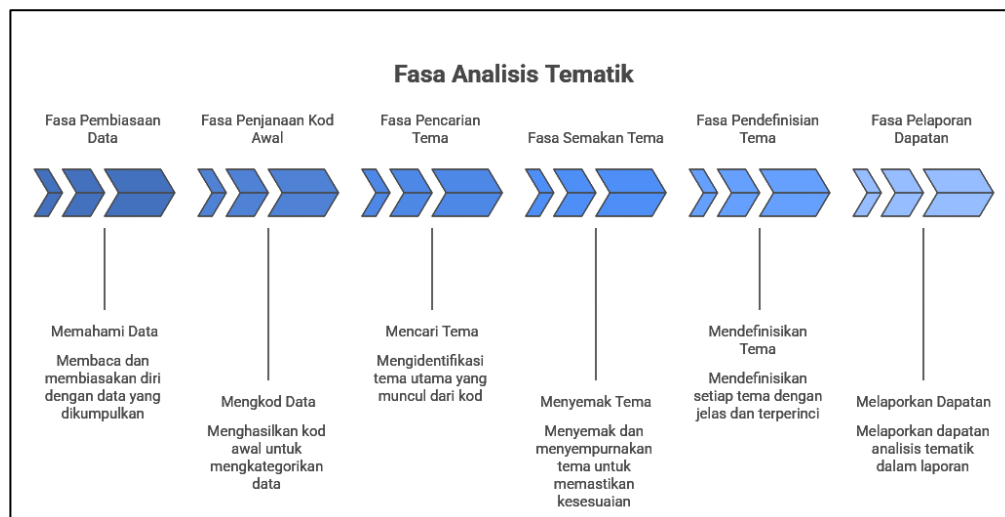 Fasa Analisis Tematik
Fasa Pembiasaan
Data
Fasa Penjanaan Kod
Awal
Fasa Pencarian
Tema
Fasa Semakan Tema
Fasa Pendefinisian
Tema
Fasa Pelaporan
Dapatan
Memahami Data
Membaca dan
membiasakan diri
dengan data yang
dikumpulkan
Mengkod Data
Menghasilkan kod
awal untuk
mengkategorikan
data
Mencari Tema
Mengidentifikasi
tema utama yang
muncul dari kod
Menyemak Tema
Menyemak dan
menyempurnakan
tema untuk
memastikan
kesesuaian
Mendefinisikan
Tema
Mendefinisikan
setiap tema dengan
jelas dan terperinci
Melaporkan Dapatan
Melaporkan dapatan
analisis tematik
dalam laporan